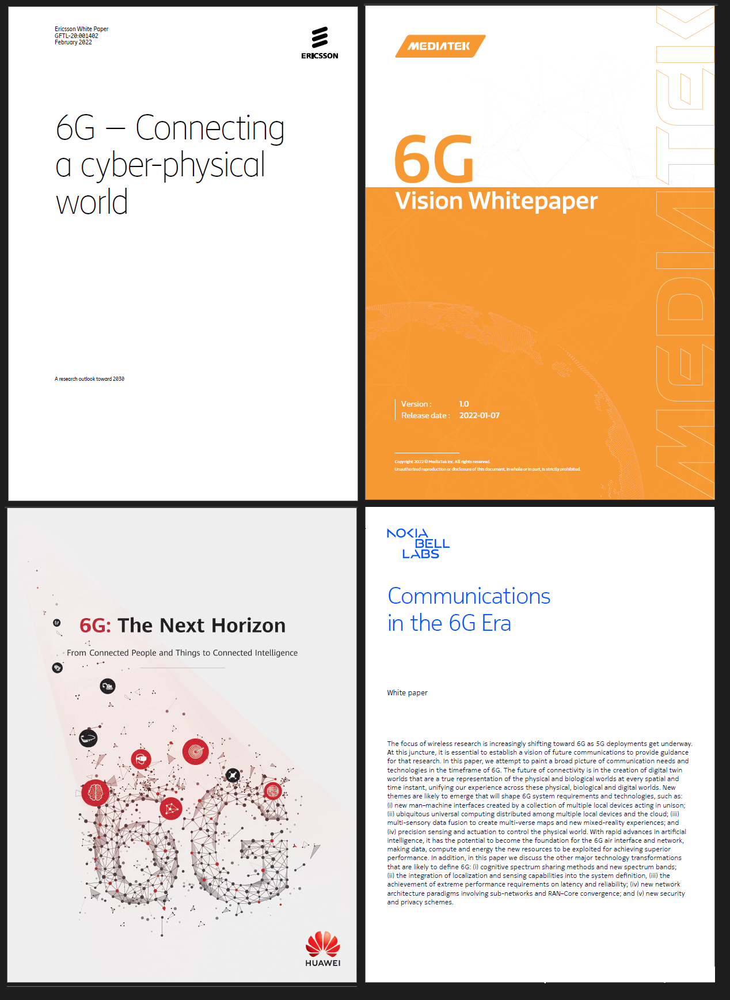 Ericsson White Paper
GFTL-20:001402
February 2022
ERICSSON
6G – Connecting
a cyber-physical
world
A research outlook toward 2030
MEDIATEK
6G
Vision Whitepaper
Version : 1.0
Release date : 2022-01-07
Copyright 2022 © MediaTek Inc. All rights reserved.
Unauthorized reproduction or disclosure of this document, in whole or in part, is strictly prohibited.
MEDIATEK
6G: The Next Horizon
From Connected People and Things to Connected Intelligence
6G
HUAWEI
NOKIA
BELL
LABS
Communications
in the 6G Era
White paper
The focus of wireless research is increasingly shifting toward 6G as 5G deployments get underway.
At this juncture, it is essential to establish a vision of future communications to provide guidance
for that research. In this paper, we attempt to paint a broad picture of communication needs and
technologies in the timeframe of 6G. The future of connectivity is in the creation of digital twin
worlds that are a true representation of the physical and biological worlds at every spatial and
time instant, unifying our experience across these physical, biological and digital worlds. New
themes are likely to emerge that will shape 6G system requirements and technologies, such as:
(i) new man–machine interfaces created by a collection of multiple local devices acting in unison;
(ii) ubiquitous universal computing distributed among multiple local devices and the cloud; (iii)
multi-sensory data fusion to create multi-verse maps and new mixed-reality experiences; and
(iv) precision sensing and actuation to control the physical world. With rapid advances in artificial
intelligence, it has the potential to become the foundation for the 6G air interface and network,
making data, compute and energy the new resources to be exploited for achieving superior
performance. In addition, in this paper we discuss the other major technology transformations
that are likely to define 6G: (i) cognitive spectrum sharing methods and new spectrum bands;
(ii) the integration of localization and sensing capabilities into the system definition, (iii) the
achievement of extreme performance requirements on latency and reliability; (iv) new network
architecture paradigms involving sub-networks and RAN–Core convergence; and (v) new security
and privacy schemes.